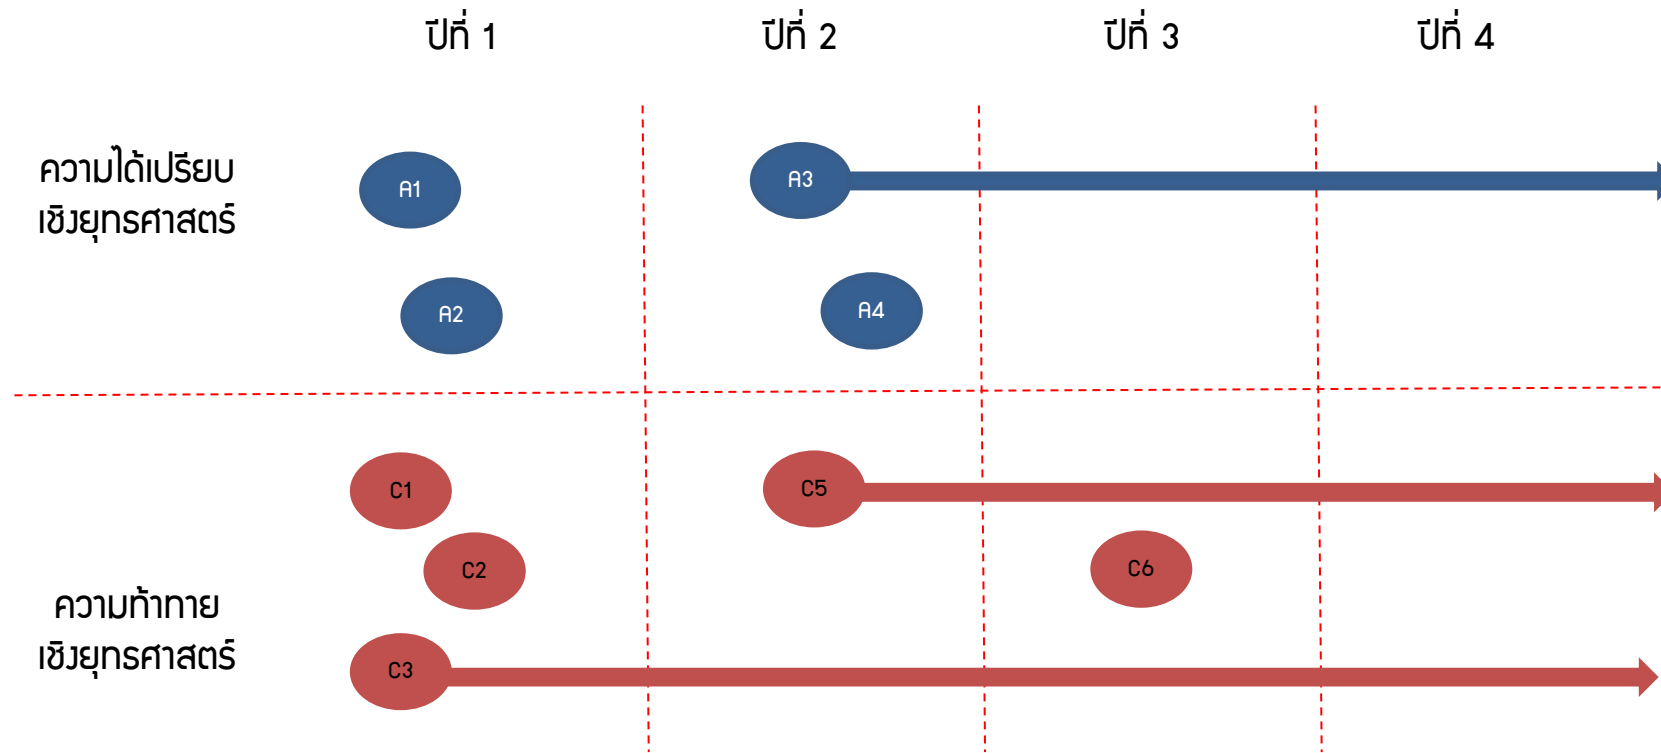 ปีที่ 1
ปีที่ 2
ปีที่ 3
ปีที่ 4
ความได้เปรียบ
เชิงยุทธศาสตร์
A1
A3
A2
A4
ความท้าทาย
เชิงยุทธศาสตร์
C1
C5
C2
C6
C3